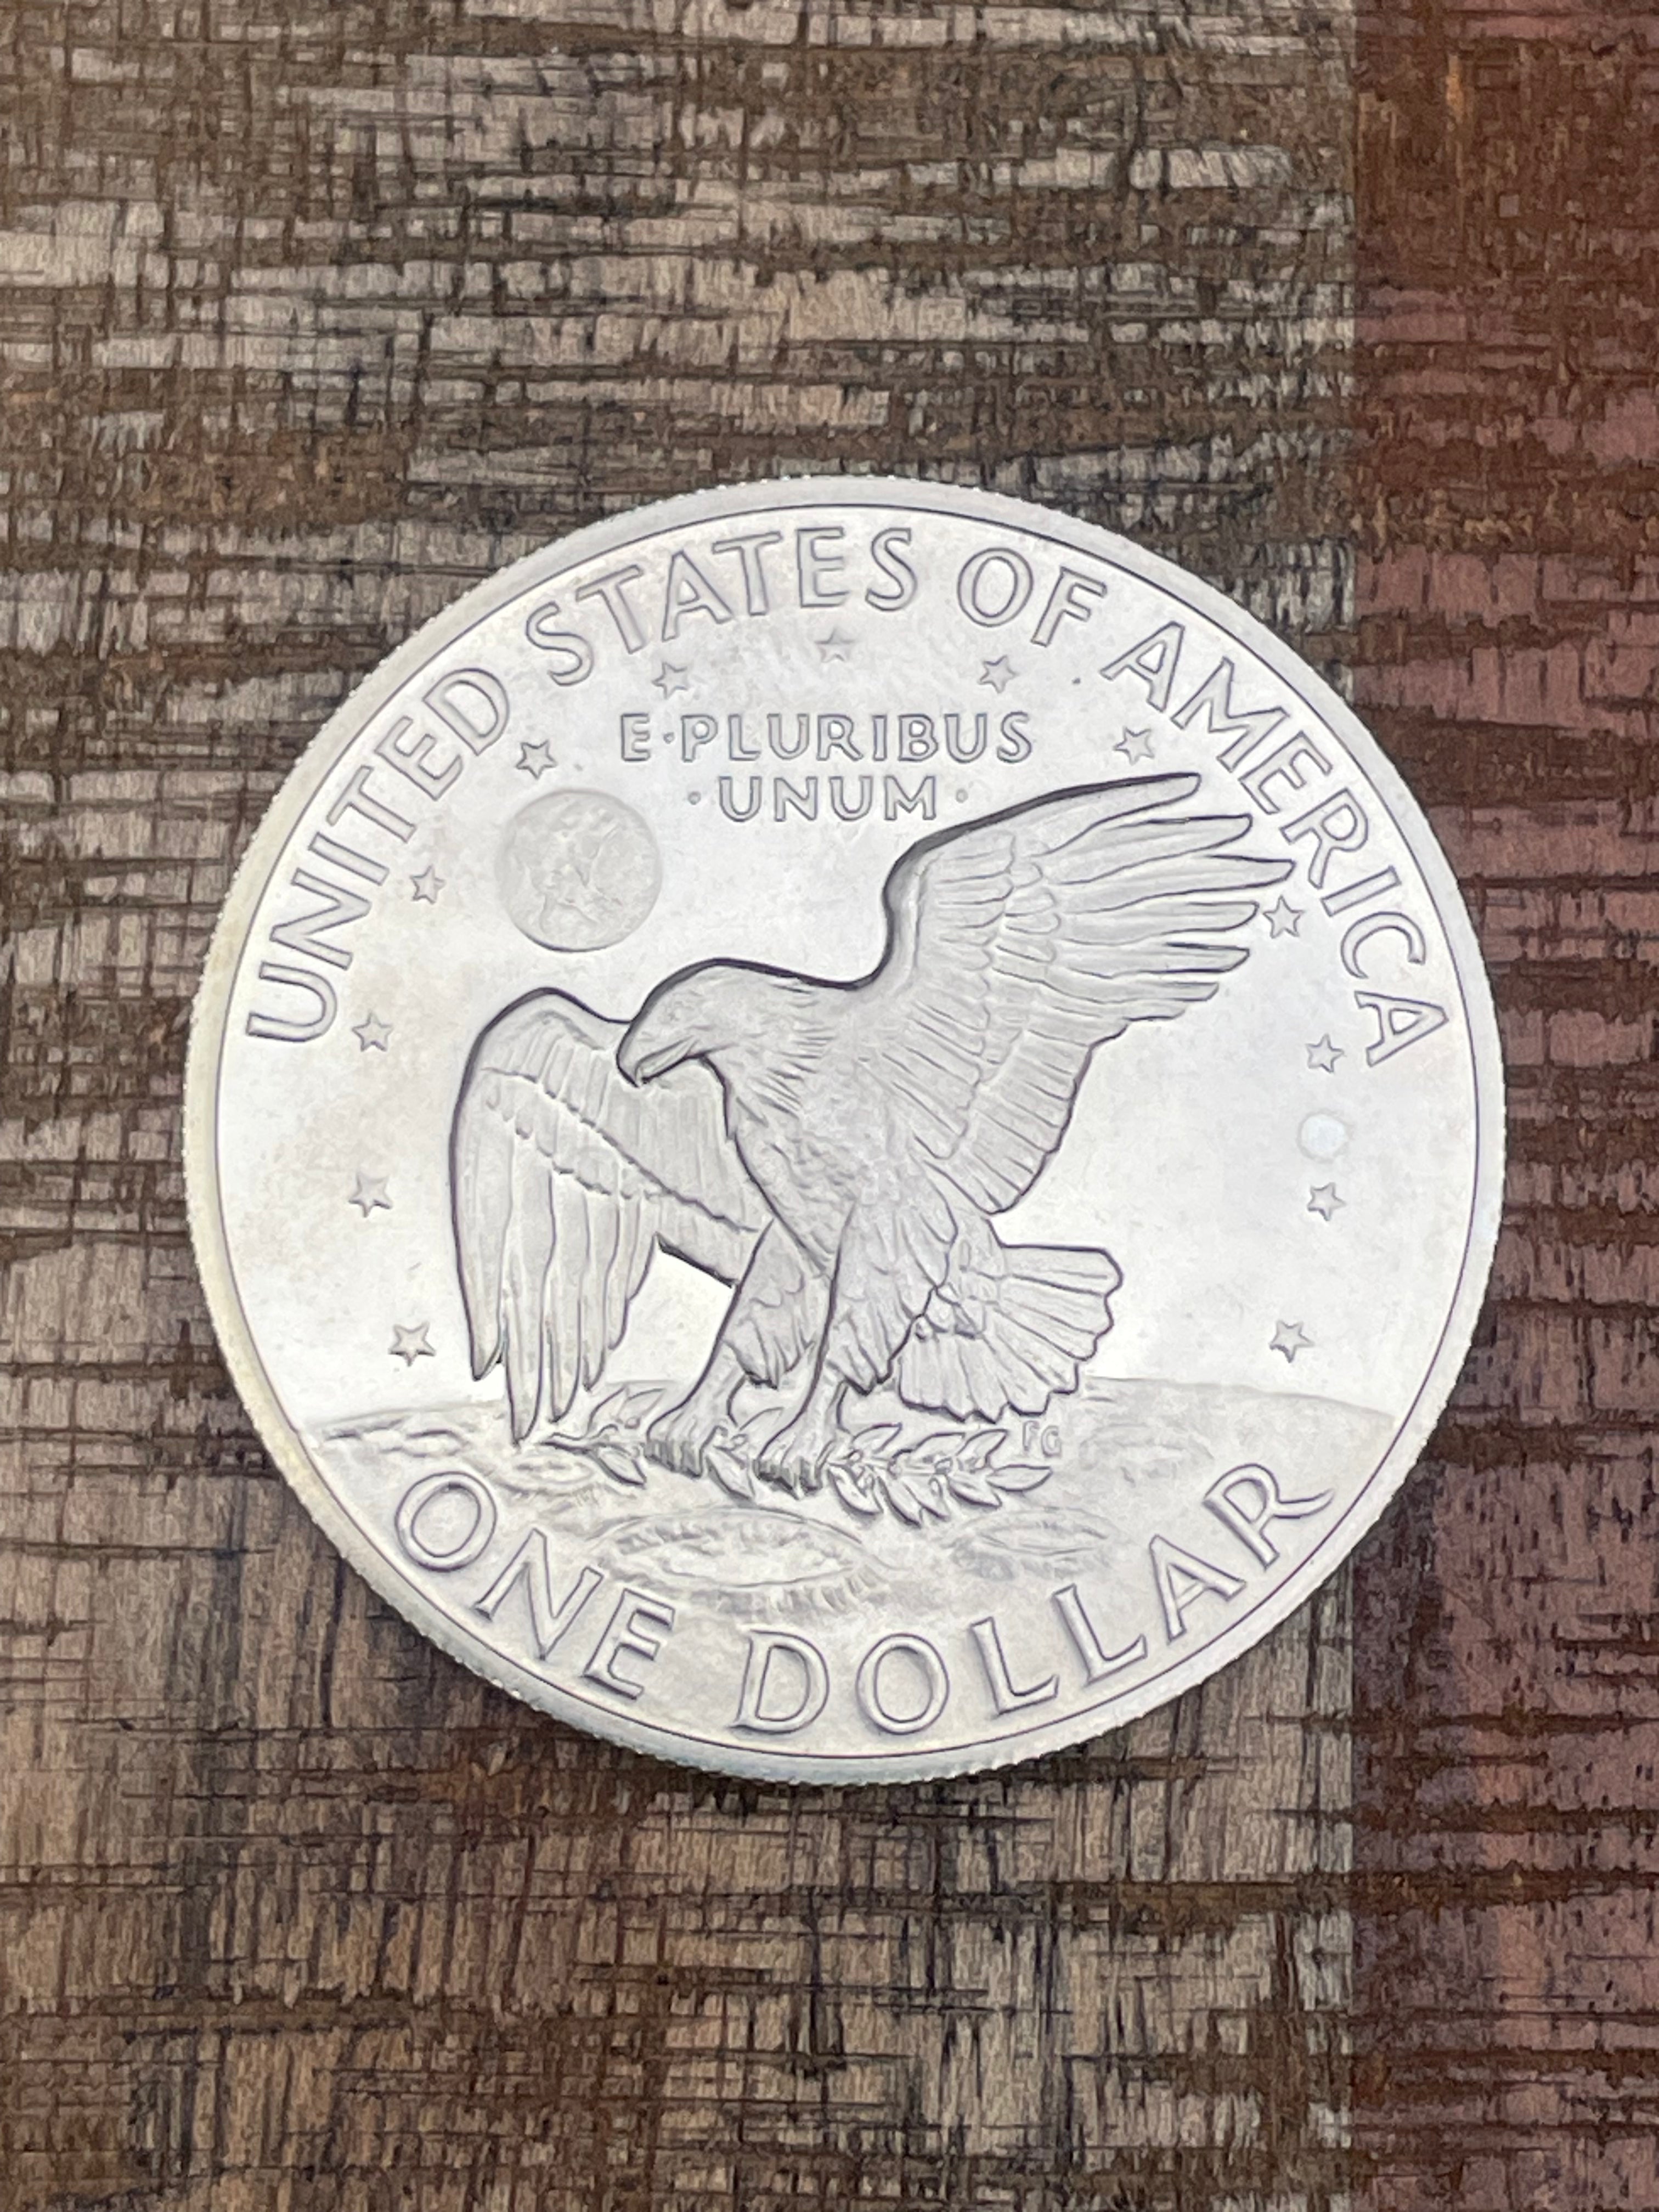 UNITED STATES OF AMERICA
E·PLURIBUS
·UNUM·
FG
ONE DOLLAR